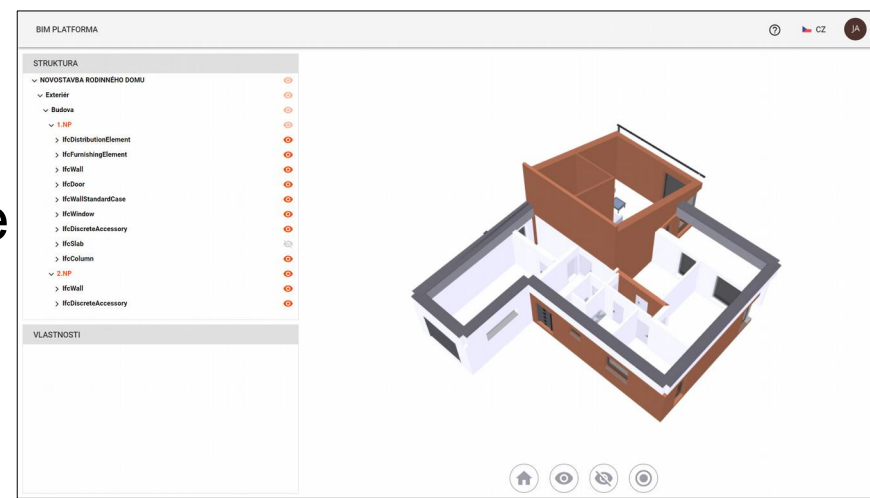 BIM PLATFORMA
CZ
JA
STRUKTURA
NOVOSTAVBA RODINNÉHO DOMU
Exteriér
Budova
1.NP
IfcDistributionElement
IfcFurnishingElement
IfcWall
IfcDoor
IfcWallStandardCase
IfcWindow
IfcDiscreteAccessory
IfcSlab
IfcColumn
2.NP
IfcWall
IfcDiscreteAccessory
VLASTNOSTI
e